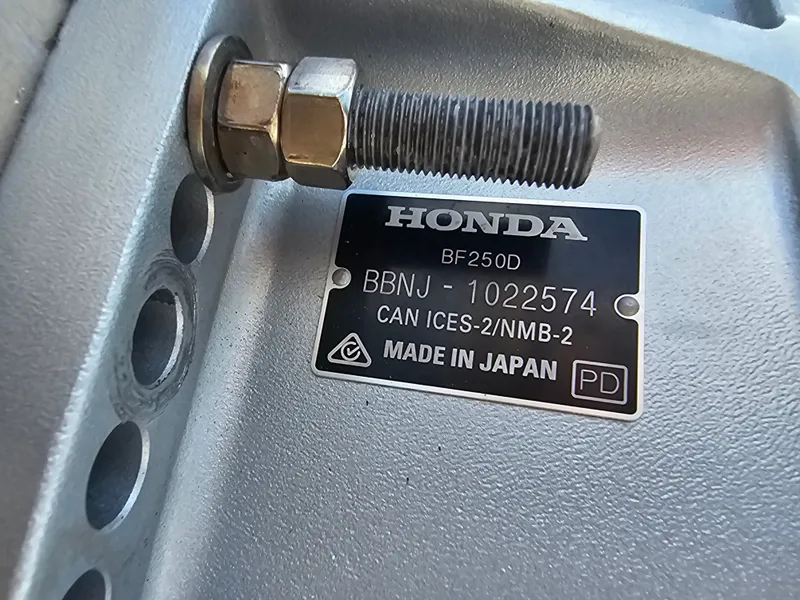 HONDA
BF250D
BBNJ - 1022574
CAN ICES-2/NMB-2
MADE IN JAPAN
PD